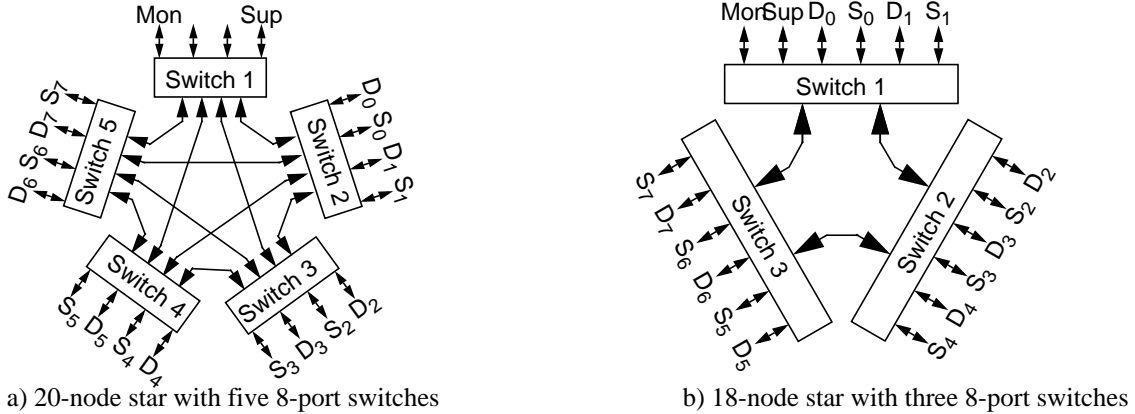 Mon Sup
Switch 1
Switch 5
D6 S6 D7 S7
Switch 2
D0 S0 D1 S1
Switch 4
S5 D5 S4 D4
Switch 3
S3 D3 S2 D2
a) 20-node star with five 8-port switches
Mon Sup D0 S0 D1 S1
Switch 1
Switch 3
S7 D7 S6 D6 S5 D5
Switch 2
D2 S2 D3 S3 D4 S4
b) 18-node star with three 8-port switches